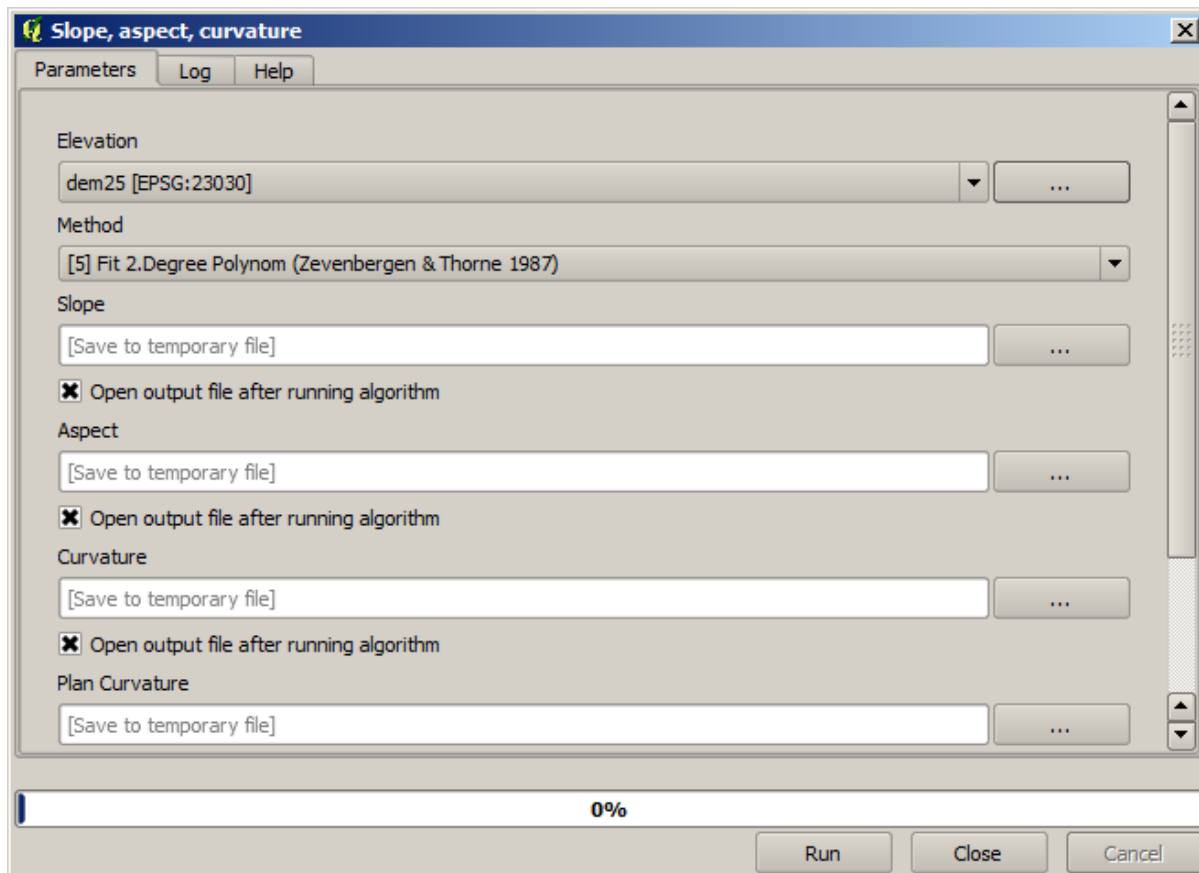 Slope, aspect, curvature
Parameters Log Help
Elevation
dem25 [EPSG:23030] ...
Method
[5] Fit 2.Degree Polynom (Zevenbergen & Thorne 1987)
Slope
[Save to temporary file] ...
Open output file after running algorithm
Aspect
[Save to temporary file] ...
Open output file after running algorithm
Curvature
[Save to temporary file] ...
Open output file after running algorithm
Plan Curvature
[Save to temporary file] ...
0%
Run Close Cancel